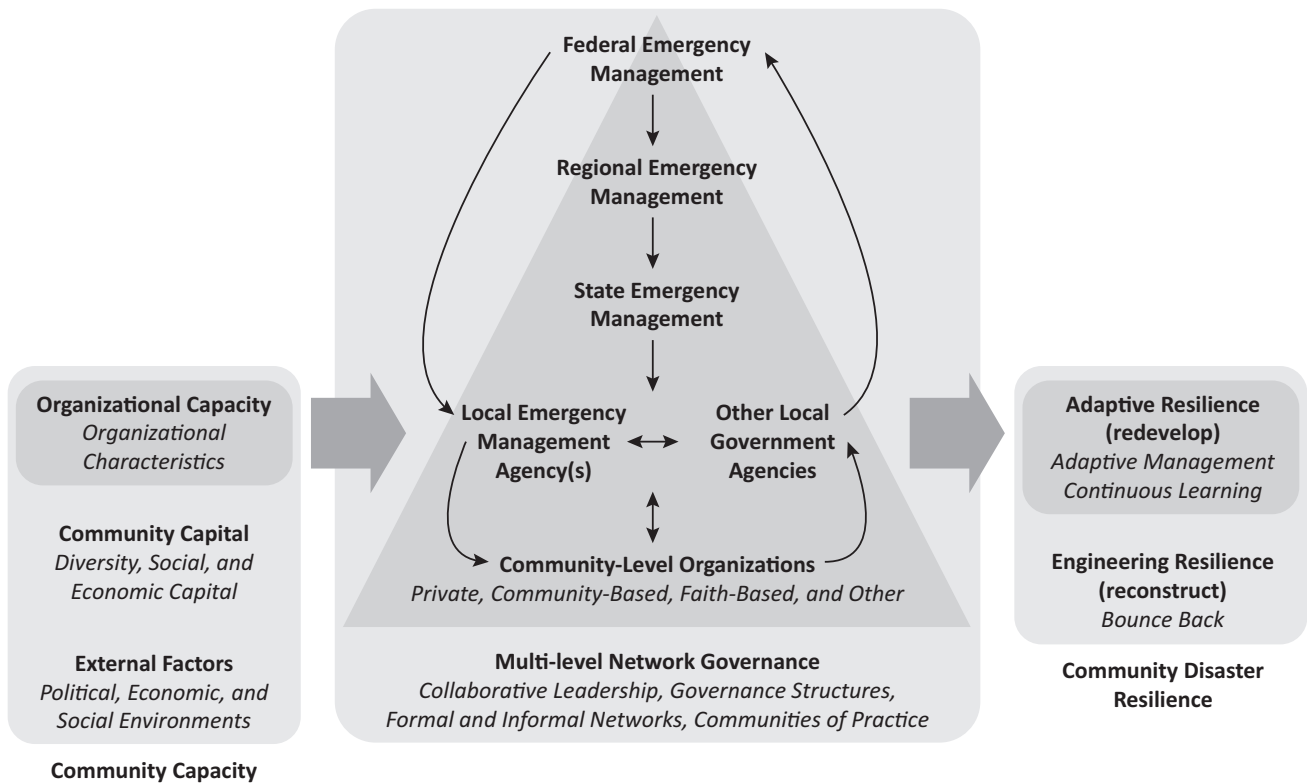 Federal Emergency
Management
Regional Emergency
Management
State Emergency
Management
Local Emergency
Management
Agency(s)
Other Local
Government
Agencies
Community-Level Organizations
Private, Community-Based, Faith-Based, and Other
Multi-level Network Governance
Collaborative Leadership, Governance Structures,
Formal and Informal Networks, Communities of Practice
Organizational Capacity
Organizational
Characteristics
Community Capital
Diversity, Social, and
Economic Capital
External Factors
Political, Economic, and
Social Environments
Community Capacity
Adaptive Resilience
(redevelop)
Adaptive Management
Continuous Learning
Engineering Resilience
(reconstruct)
Bounce Back
Community Disaster
Resilience